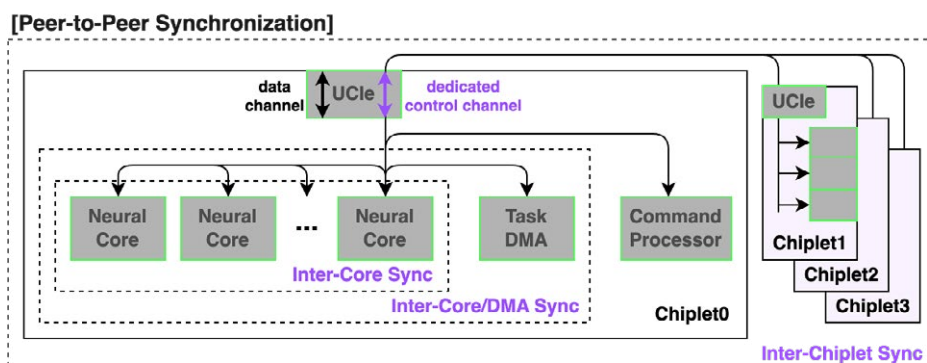 [Peer-to-Peer Synchronization]
data
channel
UCIe
dedicated
control channel
Neural
Core
Neural
Core
...
Neural
Core
Task
DMA
Command
Processor
Inter-Core Sync
Inter-Core/DMA Sync
Chiplet0
UCIe
Chiplet1
Chiplet2
Chiplet3
Inter-Chiplet Sync